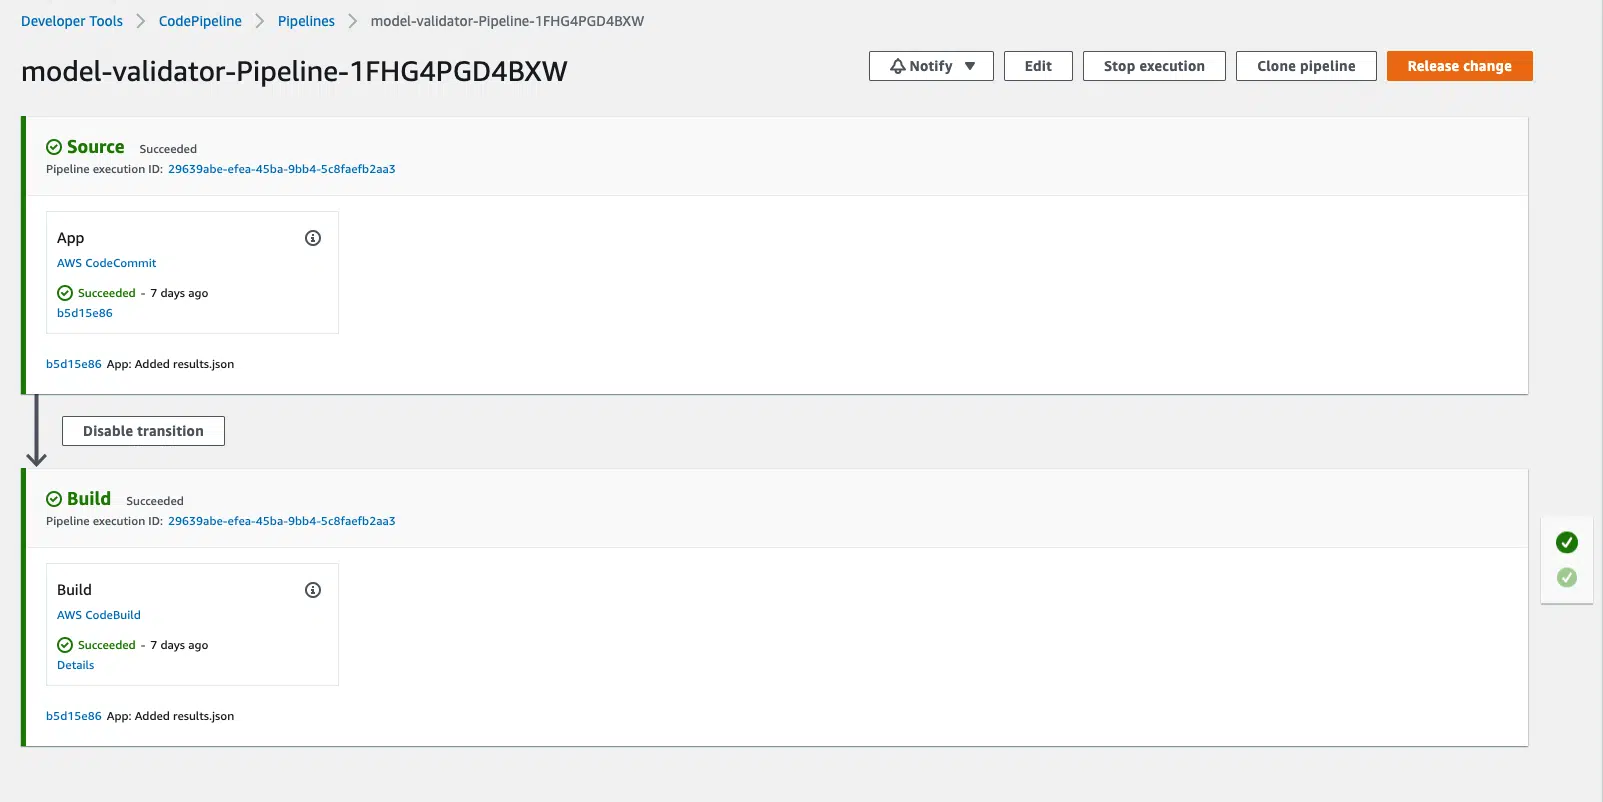 Developer Tools > CodePipeline > Pipelines > model-validator-Pipeline-1FHG4PGD4BXW
model-validator-Pipeline-1FHG4PGD4BXW
Notify Edit Stop execution Clone pipeline Release change
Source Succeeded
Pipeline execution ID: 29639abe-efea-45ba-9bb4-5c8faefb2aa3
App
AWS CodeCommit
Succeeded - 7 days ago
b5d15e86
b5d15e86 App: Added results.json
Disable transition
Build Succeeded
Pipeline execution ID: 29639abe-efea-45ba-9bb4-5c8faefb2aa3
Build
AWS CodeBuild
Succeeded - 7 days ago
Details
b5d15e86 App: Added results.json